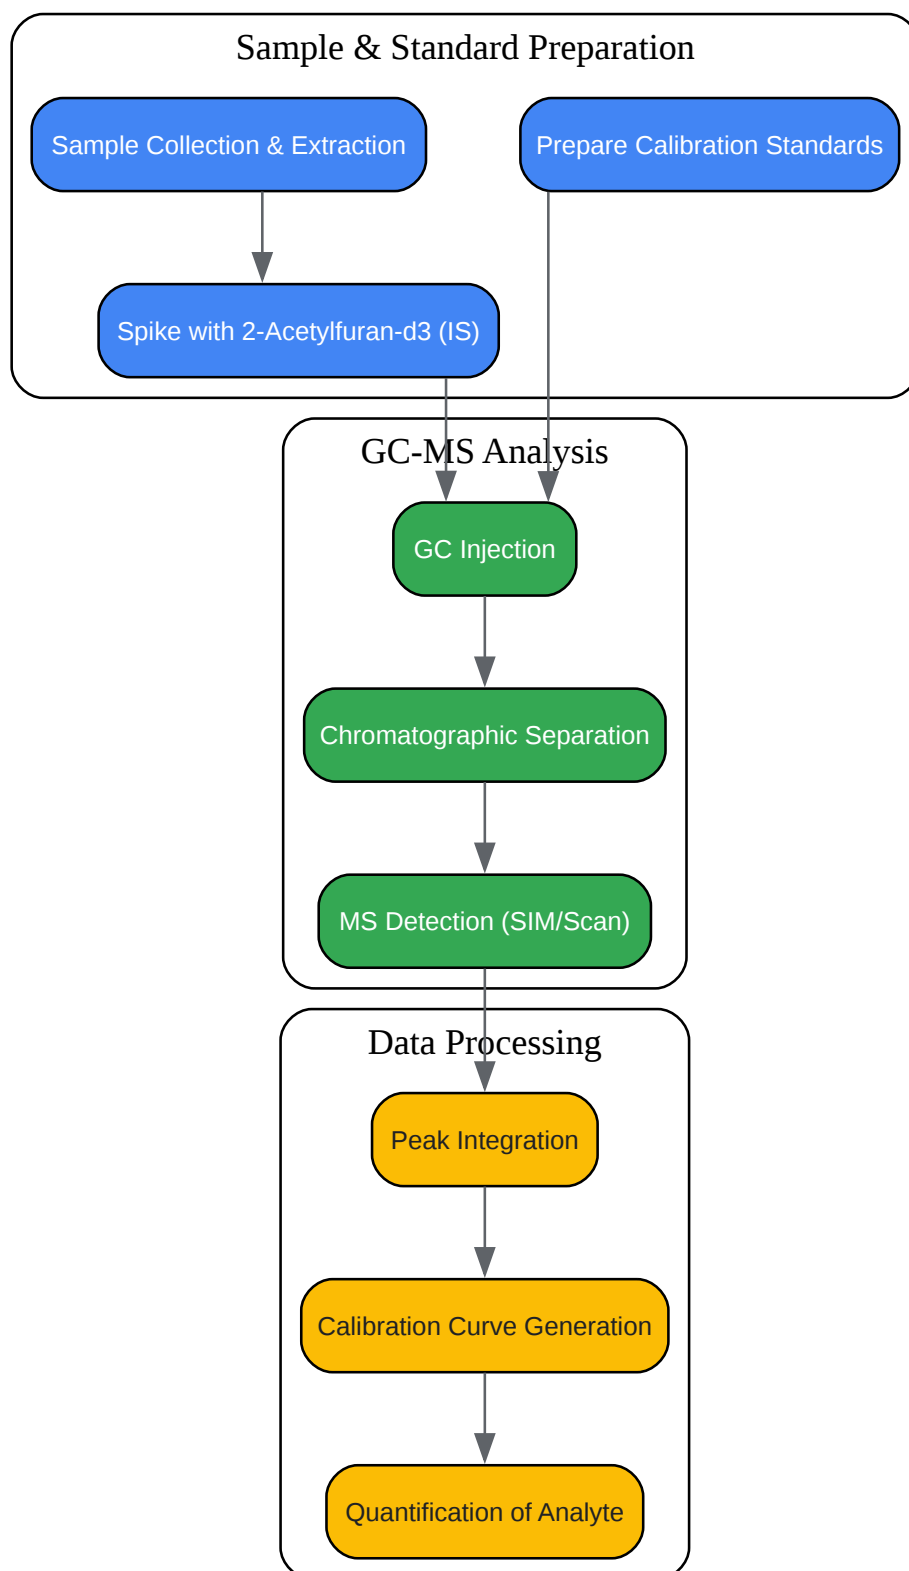 Sample & Standard Preparation
Sample Collection & Extraction
Prepare Calibration Standards
Spike with 2-Acetylfuran-d3 (IS)
GC-MS Analysis
GC Injection
Chromatographic Separation
MS Detection (SIM/Scan)
Data Processing
Peak Integration
Calibration Curve Generation
Quantification of Analyte